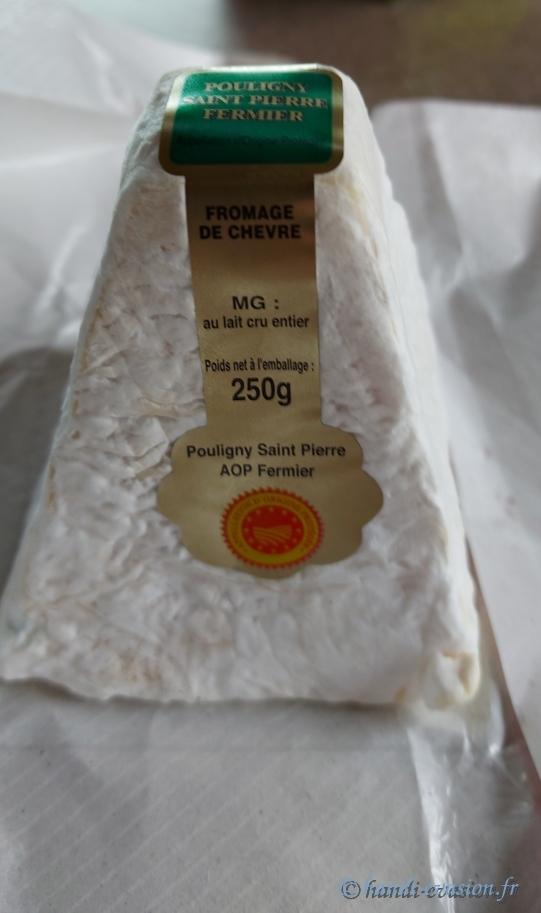 POULIGNY
SAINT PIERRE
FERMIER
FROMAGE
DE CHEVRE
MG :
au lait cru entier
Poids net à l'emballage :
250g
Pouligny Saint Pierre
AOP Fermier
© handi-evasion.fr